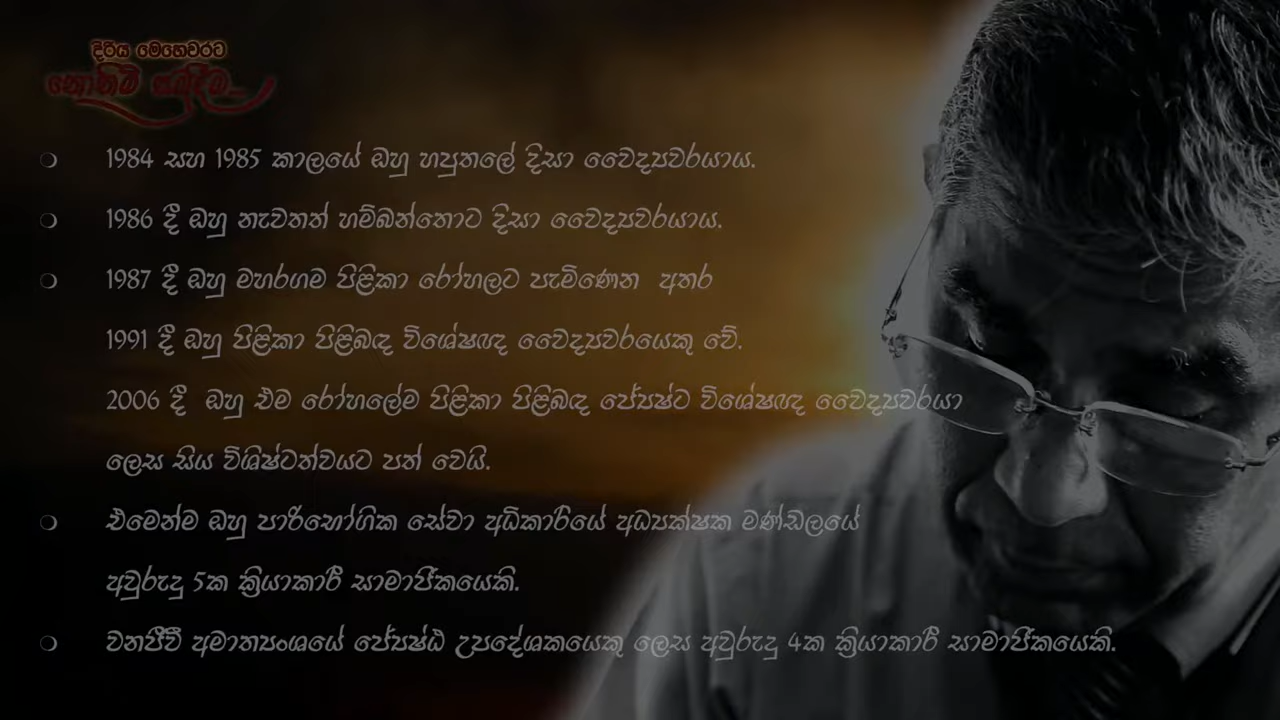 දිරිය මෙහෙවරට
නොනිමි
1984 සහ 1985 කාලයේ ඔහු හපුතලේ දිසා වෛද්‍යවරයාය.
1986 දී ඔහු නැවතත් හම්බන්තොට දිසා වෛද්‍යවරයාය.
1987 දී ඔහු මහරගම පිළිකා රෝහලට පැමිණෙන අතර
1991 දී ඔහු පිළිකා පිළිබඳ විශේෂඥ වෛද්‍යවරයෙකු වේ.
2006 දී ඔහු එම රෝහලේම පිළිකා පිළිබඳ ජේ‍යෂ්ට විශේෂඥ වෛද්‍යවරයා
ලෙස සිය විශිෂ්ටත්වයට පත් වෙයි.
එමෙන්ම ඔහු පාරිභෝගික සේවා අධිකාරියේ අධ්‍යක්ෂක මණ්ඩලයේ
අවුරුදු 5ක ක්‍රියාකාරී සාමාජිකයෙකි.
වනජීවී අමාත්‍යංශයේ ජේ‍යෂ්ඨ උපදේශකයෙකු ලෙස අවුරුදු 4ක ක්‍රියාකාරී සාමාජිකයෙකි.